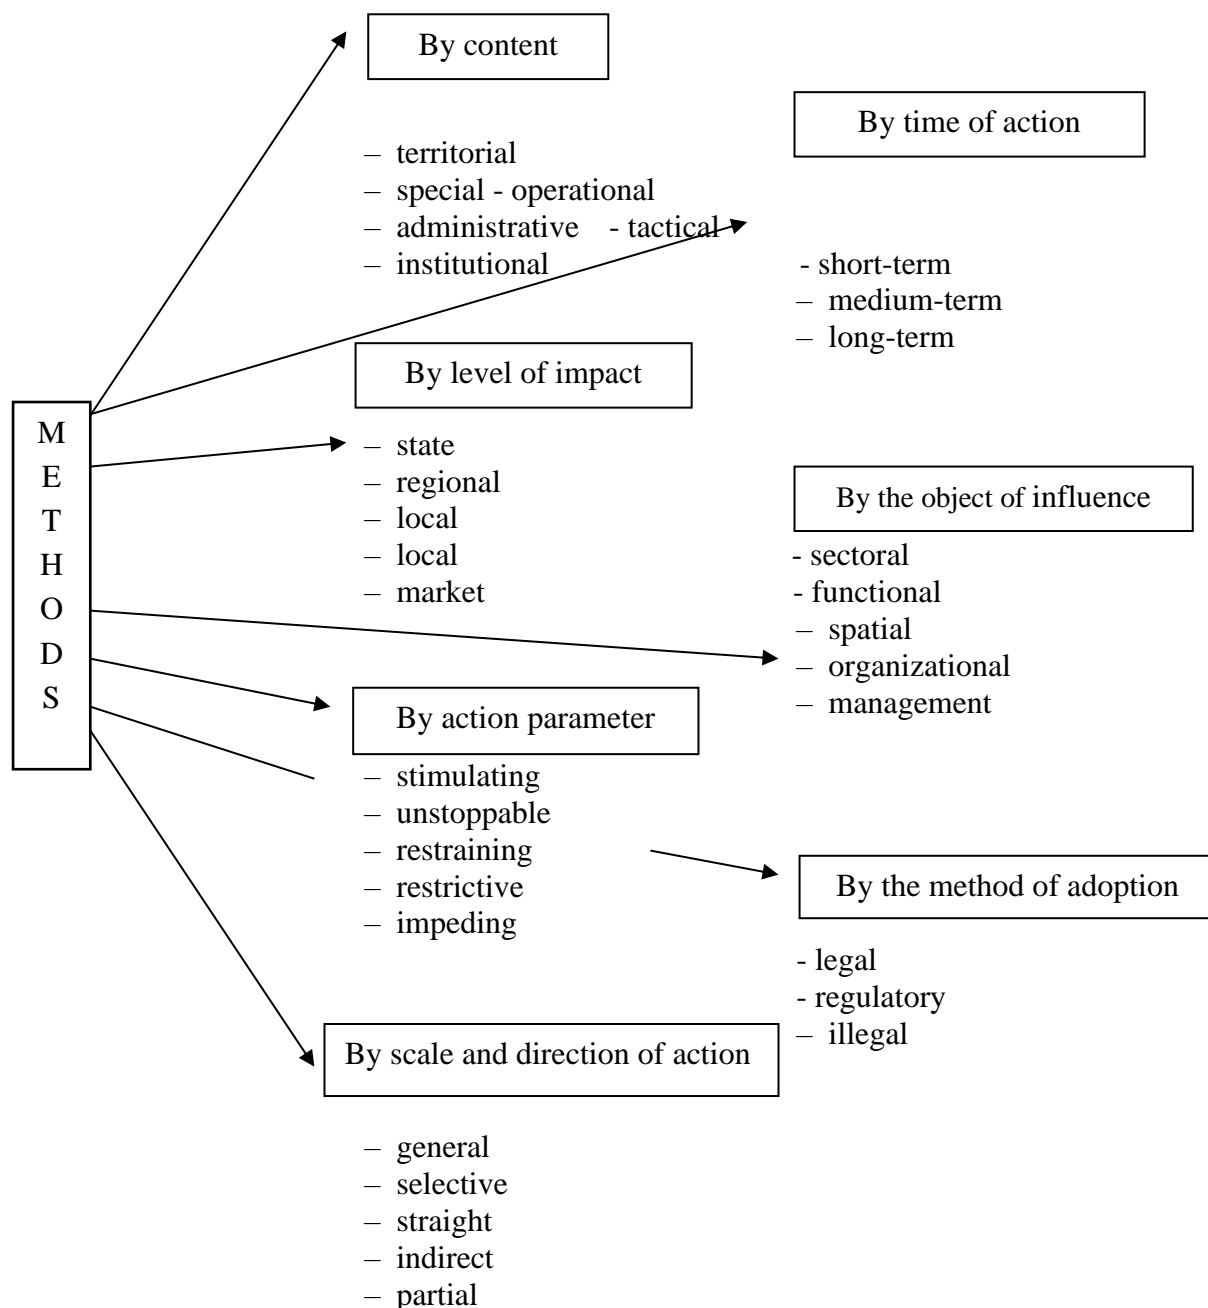 By content
By time of action
– territorial
– special - operational
– administrative - tactical
– institutional
- short-term
– medium-term
– long-term
By level of impact
M
E
T
H
O
D
S
– state
– regional
– local
– local
– market
By the object of influence
- sectoral
- functional
– spatial
– organizational
– management
By action parameter
– stimulating
– unstoppable
– restraining
– restrictive
– impeding
By the method of adoption
- legal
- regulatory
– illegal
By scale and direction of action
– general
– selective
– straight
– indirect
– partial